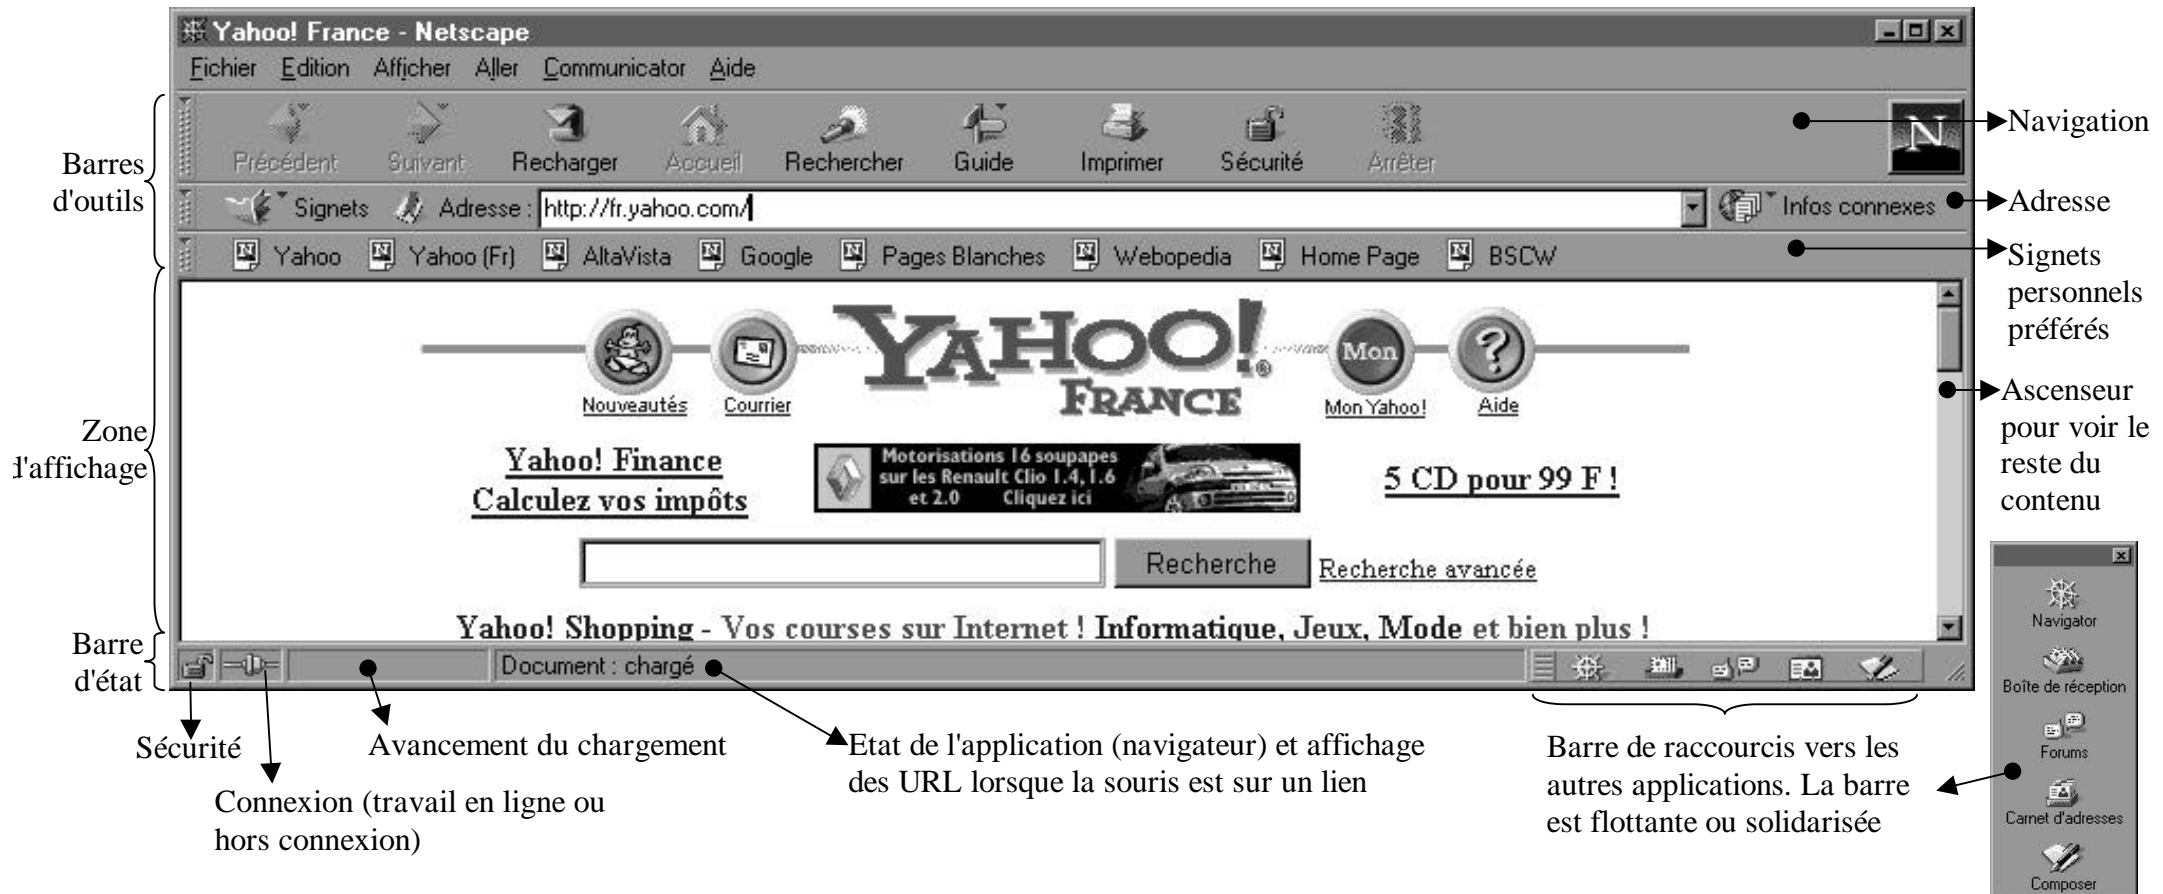 Yahoo! France - Netscape
Fichier Edition Afficher Aller Communicator Aide
Barres
d'outils
Précédent Suivant Recharger Accueil Rechercher Guide Imprimer Sécurité Arrêter
N
Navigation
Signets Adresse : http://fr.yahoo.com/ Infos connexes
Adresse
Yahoo Yahoo (Fr) AltaVista Google Pages Blanches Webopedia Home Page BSCW
Signets
personnels
préférés
Zone
d'affichage
YAHOO!®
FRANCE
Mon
?
Nouveautés Courrier Mon Yahoo! Aide
Yahoo! Finance
Calculez vos impôts
Motorisations 16 soupapes
sur les Renault Clio 1.4, 1.6
et 2.0 Cliquez ici
5 CD pour 99 F !
Recherche Recherche avancée
Yahoo! Shopping - Vos courses sur Internet ! Informatique, Jeux, Mode et bien plus !
Ascenseur
pour voir le
reste du
contenu
Barre
d'état
Document : chargé
Sécurité
Connexion (travail en ligne ou
hors connexion)
Avancement du chargement
Etat de l'application (navigateur) et affichage
des URL lorsque la souris est sur un lien
Barre de raccourcis vers les
autres applications. La barre
est flottante ou solidarisée
Navigator
Boîte de réception
Forums
Carnet d'adresses
Composer